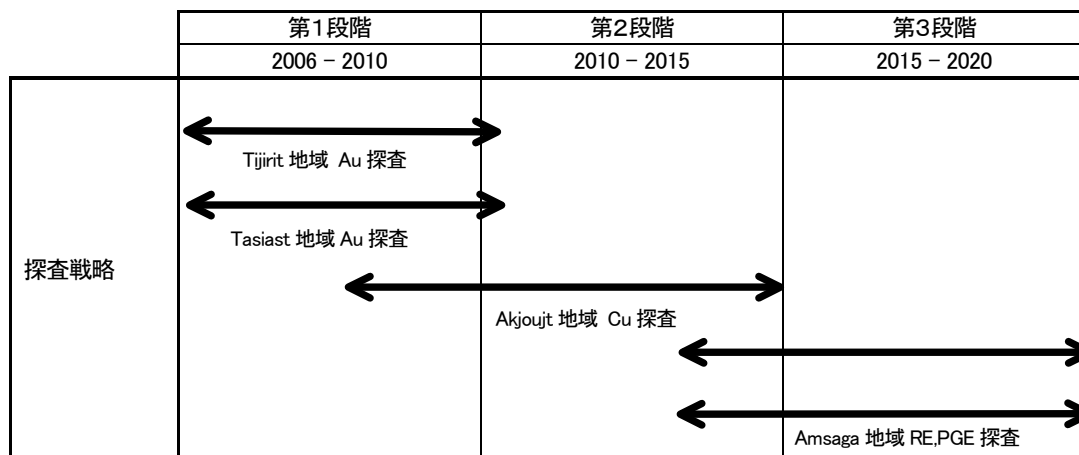 第１段階
第２段階
第３段階
2006 - 2010
2010 - 2015
2015 - 2020
探査戦略
Tijirit 地域 Au 探査
Tasiast 地域 Au 探査
Akjoujt 地域 Cu 探査
Amsaga 地域 RE,PGE 探査